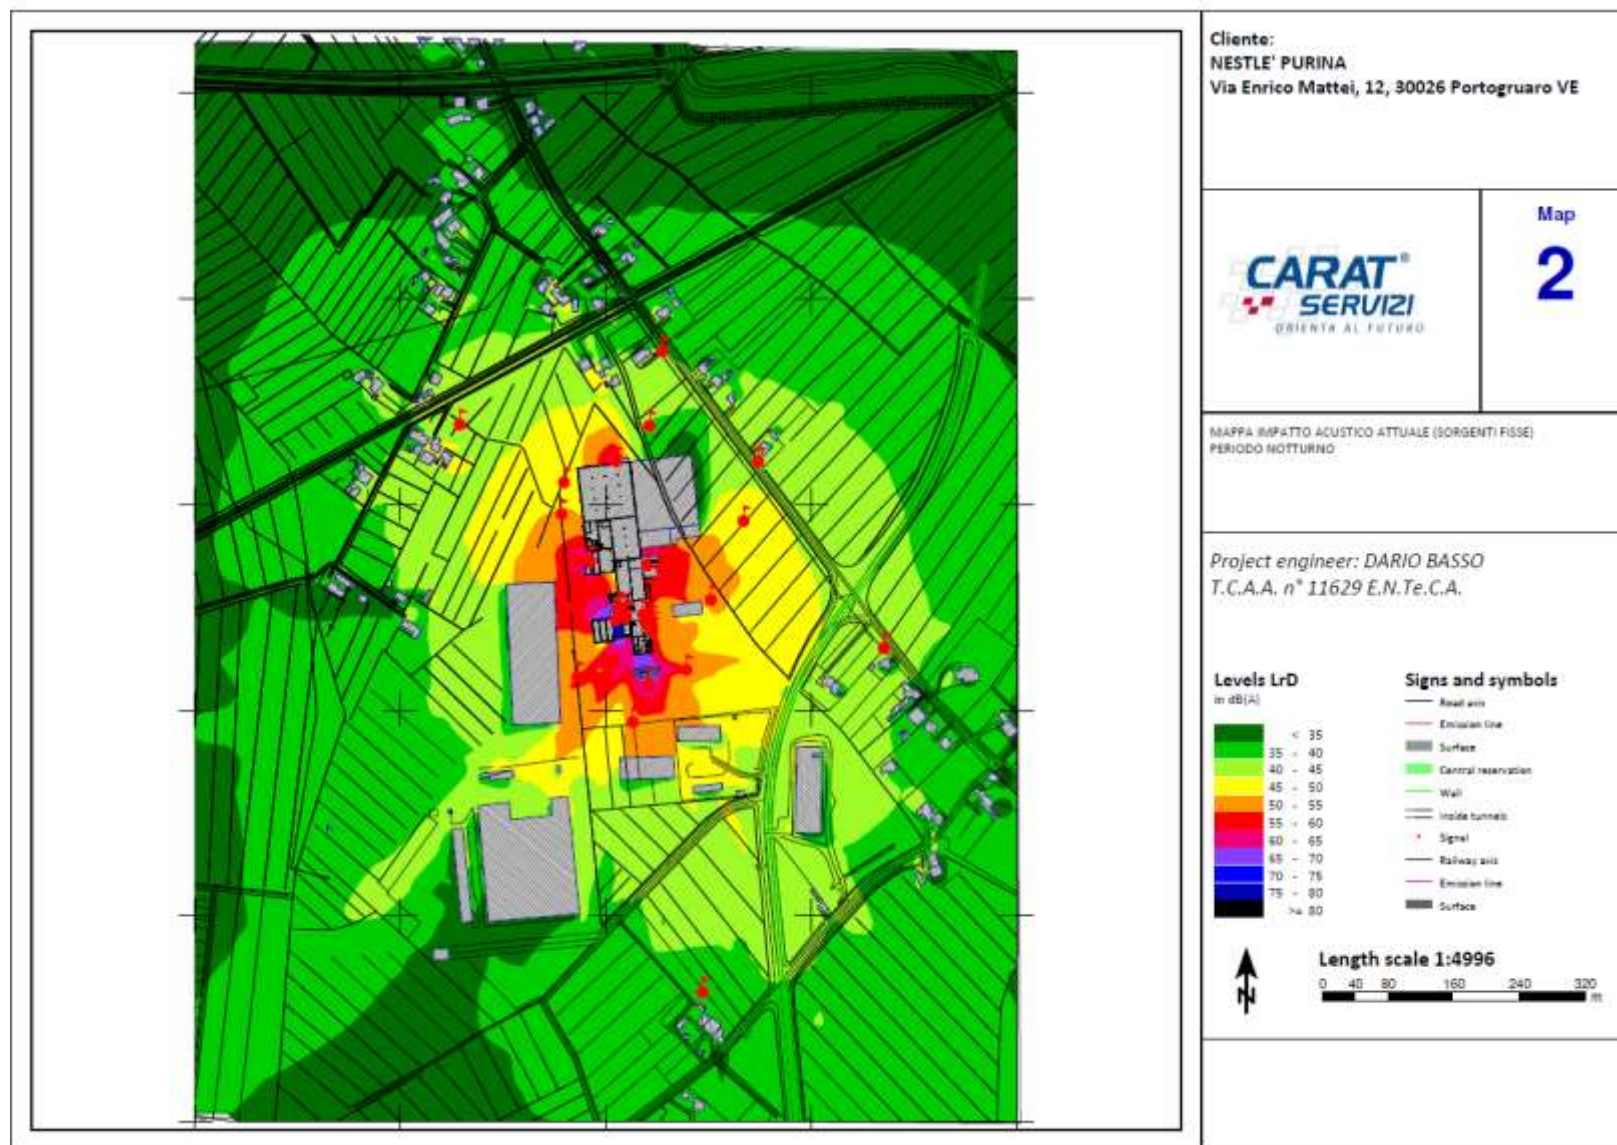 Cliente:
NESTLE' PURINA
Via Enrico Mattei, 12, 30026 Portogruaro VE
CARAT®
SERVIZI
ORIENTA AL FUTURO
Map
2
MAPPA IMPATTO ACUSTICO ATTUALE (SORGENTI FISSE)
PERIODO NOTTURNO
Project engineer: DARIO BASSO
T.C.A.A. n° 11629 E.N.Te.C.A.
Levels LrD
in dB(A)
< 35
35 - 40
40 - 45
45 - 50
50 - 55
55 - 60
60 - 65
65 - 70
70 - 75
75 - 80
>= 80
Signs and symbols
Road axis
Emission line
Surface
Central reservation
Wall
Inside tunnels
Signal
Railway axis
Emission line
Surface
N
Length scale 1:4996
0 40 80 160 240 320
m